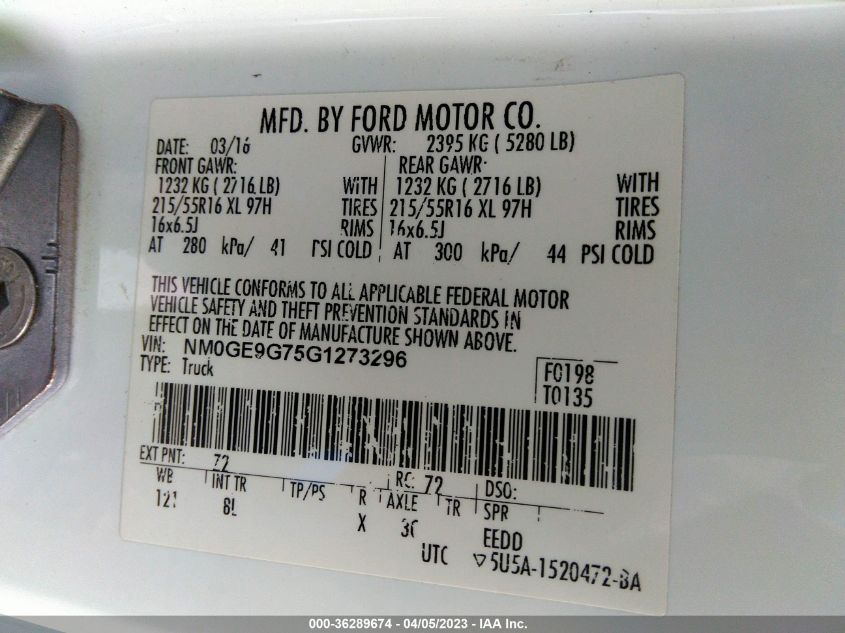 MFD. BY FORD MOTOR CO.
DATE: 03/16 GVWR: 2395 KG ( 5280 LB)
FRONT GAWR: REAR GAWR:
1232 KG ( 2716 LB) WITH 1232 KG ( 2716 LB) WITH
215/55R16 XL 97H TIRES 215/55R16 XL 97H TIRES
16x6.5J RIMS 16x6.5J RIMS
AT 280 kPa/ 41 PSI COLD AT 300 kPa/ 44 PSI COLD
THIS VEHICLE CONFORMS TO ALL APPLICABLE FEDERAL MOTOR
VEHICLE SAFETY AND THEFT PREVENTION STANDARDS IN
EFFECT ON THE DATE OF MANUFACTURE SHOWN ABOVE.
VIN: NM0GE9G75G1273296
TYPE: Truck
F0198
T0135
EXT PNT: 72 RC: 72 DSO:
WB INT TR TP/PS R AXLE TR SPR
121 8L X EEDD
UTC ▽5U5A-1520472-BA
000-36289674 - 04/05/2023 - IAA Inc.